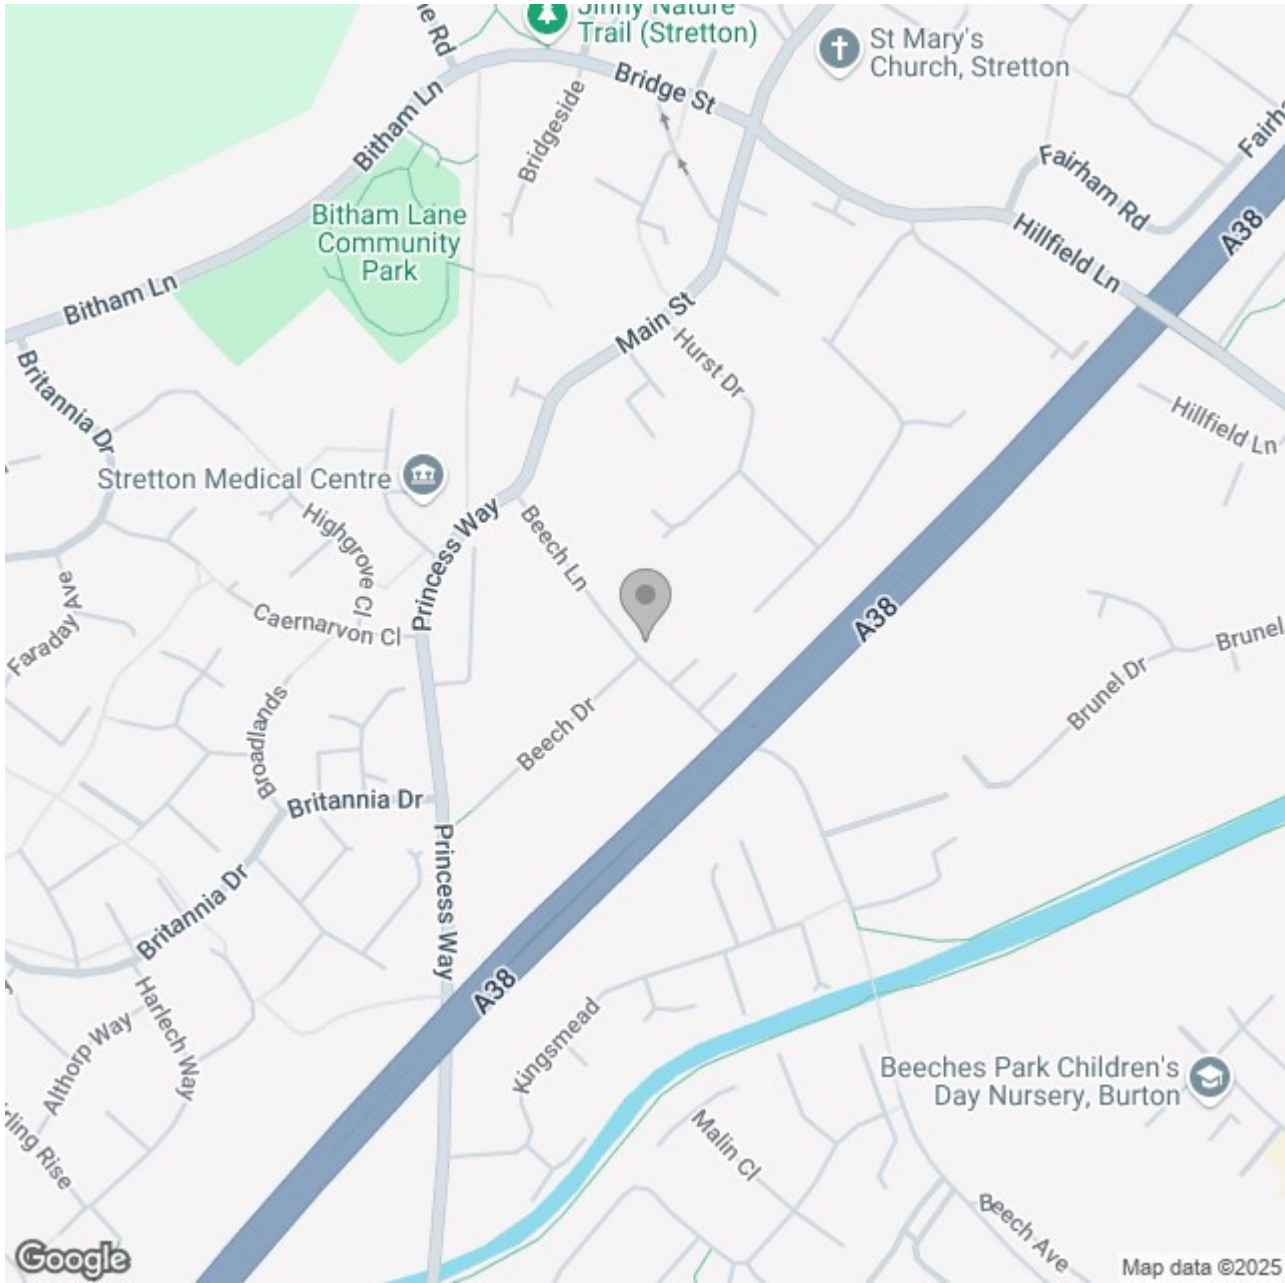 Jinny Nature
Trail (Stretton)
St Mary's
Church, Stretton
Bridge St
Bitham Ln
Bridgeside
Fairham Rd
A38
Bitham Lane
Community
Park
Hillfield Ln
Bitham Ln
Main St
Hurst Dr
Britannia Dr
Hillfield Ln
Stretton Medical Centre
Highgrove Cl
Princess Way
Beech Ln
Faraday Ave
Caernarvon Cl
A38
Brunel
Brunel Dr
Broadlands
Beech Dr
Britannia Dr
Princess Way
Britannia Dr
A38
Harlech Way
Althorp Way
Kingsmead
Beeches Park Children's
Day Nursery, Burton
Malin Cl
Beech Ave
Google
Map data ©2025